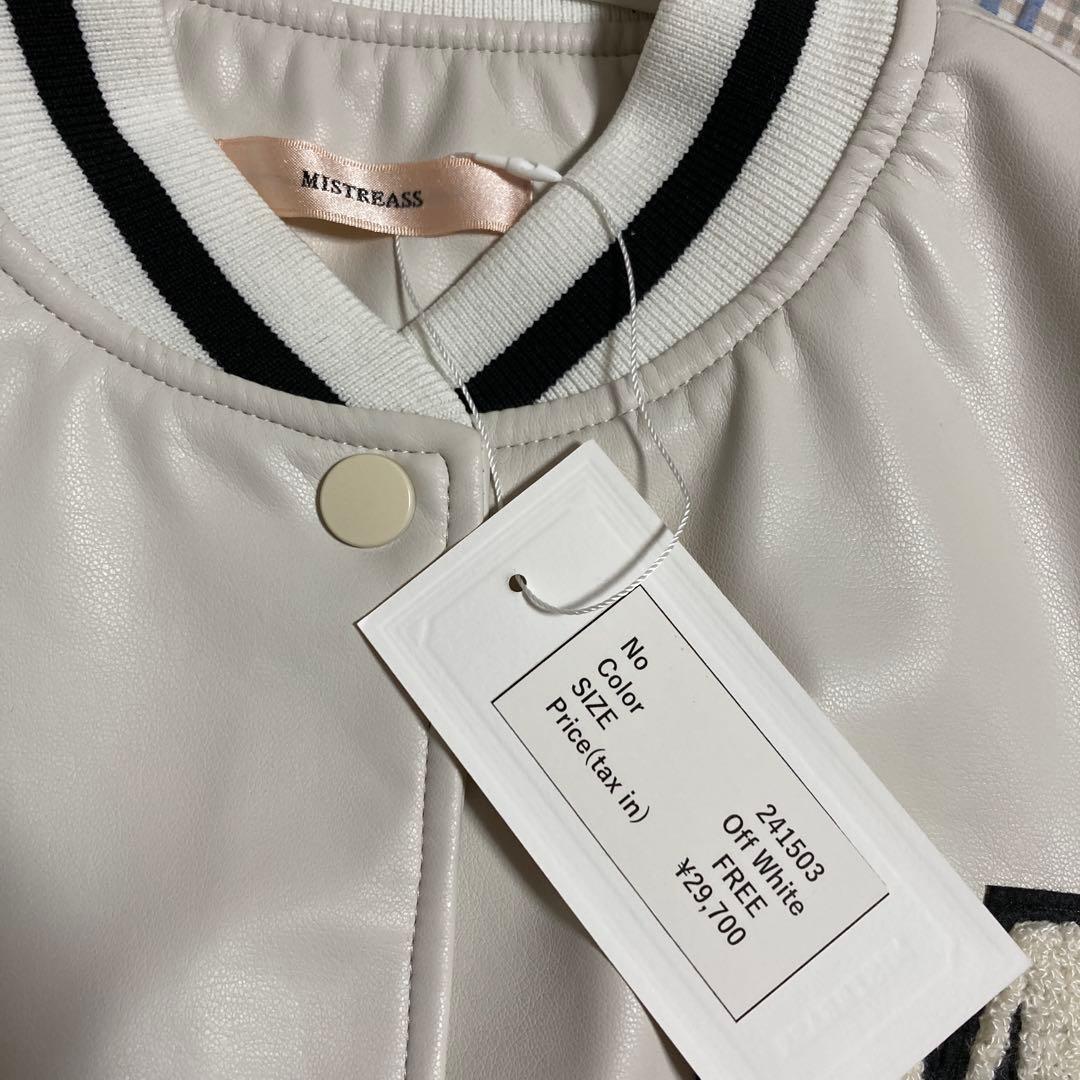 MISTREASS
No 241503
Color Off White
SIZE FREE
Price(tax in) ¥29,700